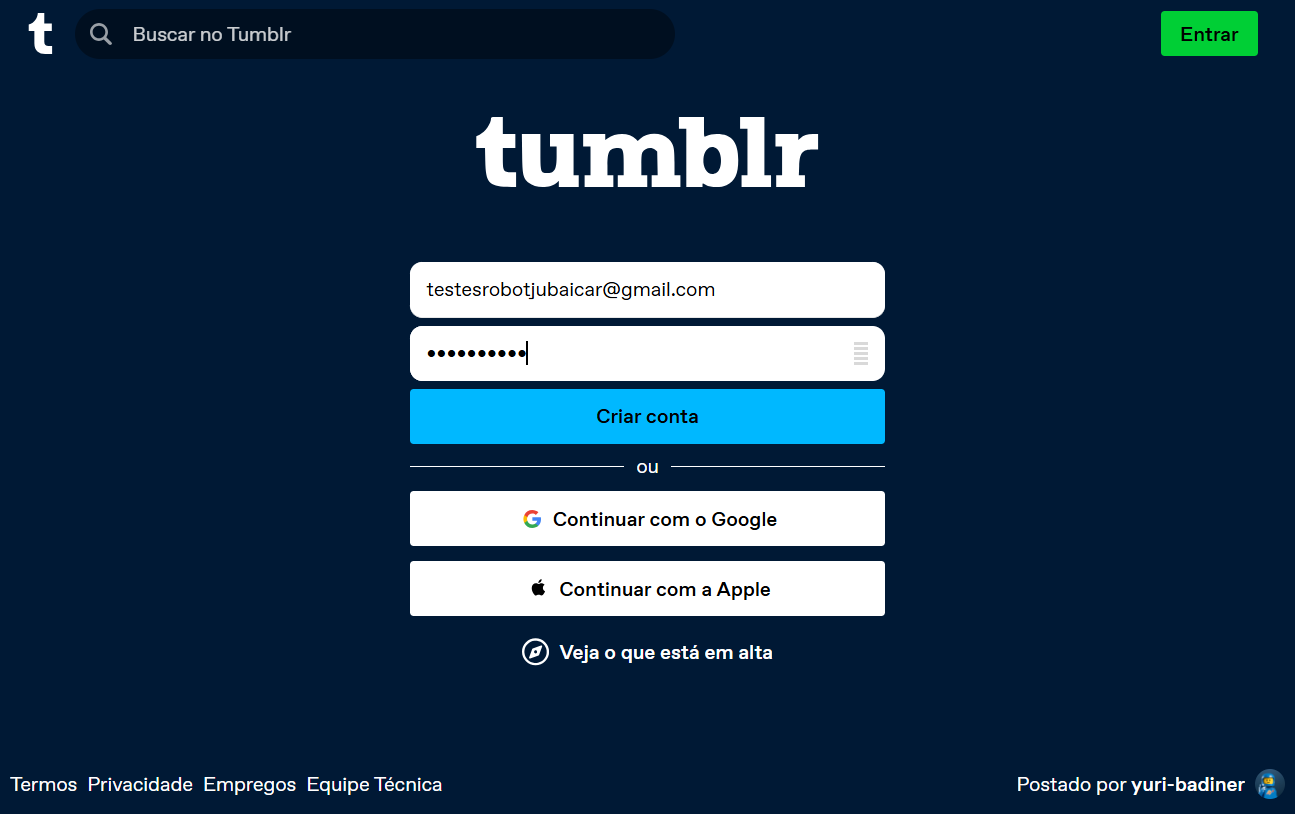 t Buscar no Tumblr Entrar
tumblr
testesrobotjubaicar@gmail.com
••••••••••
Criar conta
ou
Continuar com o Google
Continuar com a Apple
Veja o que está em alta
Termos Privacidade Empregos Equipe Técnica Postado por yuri-badiner